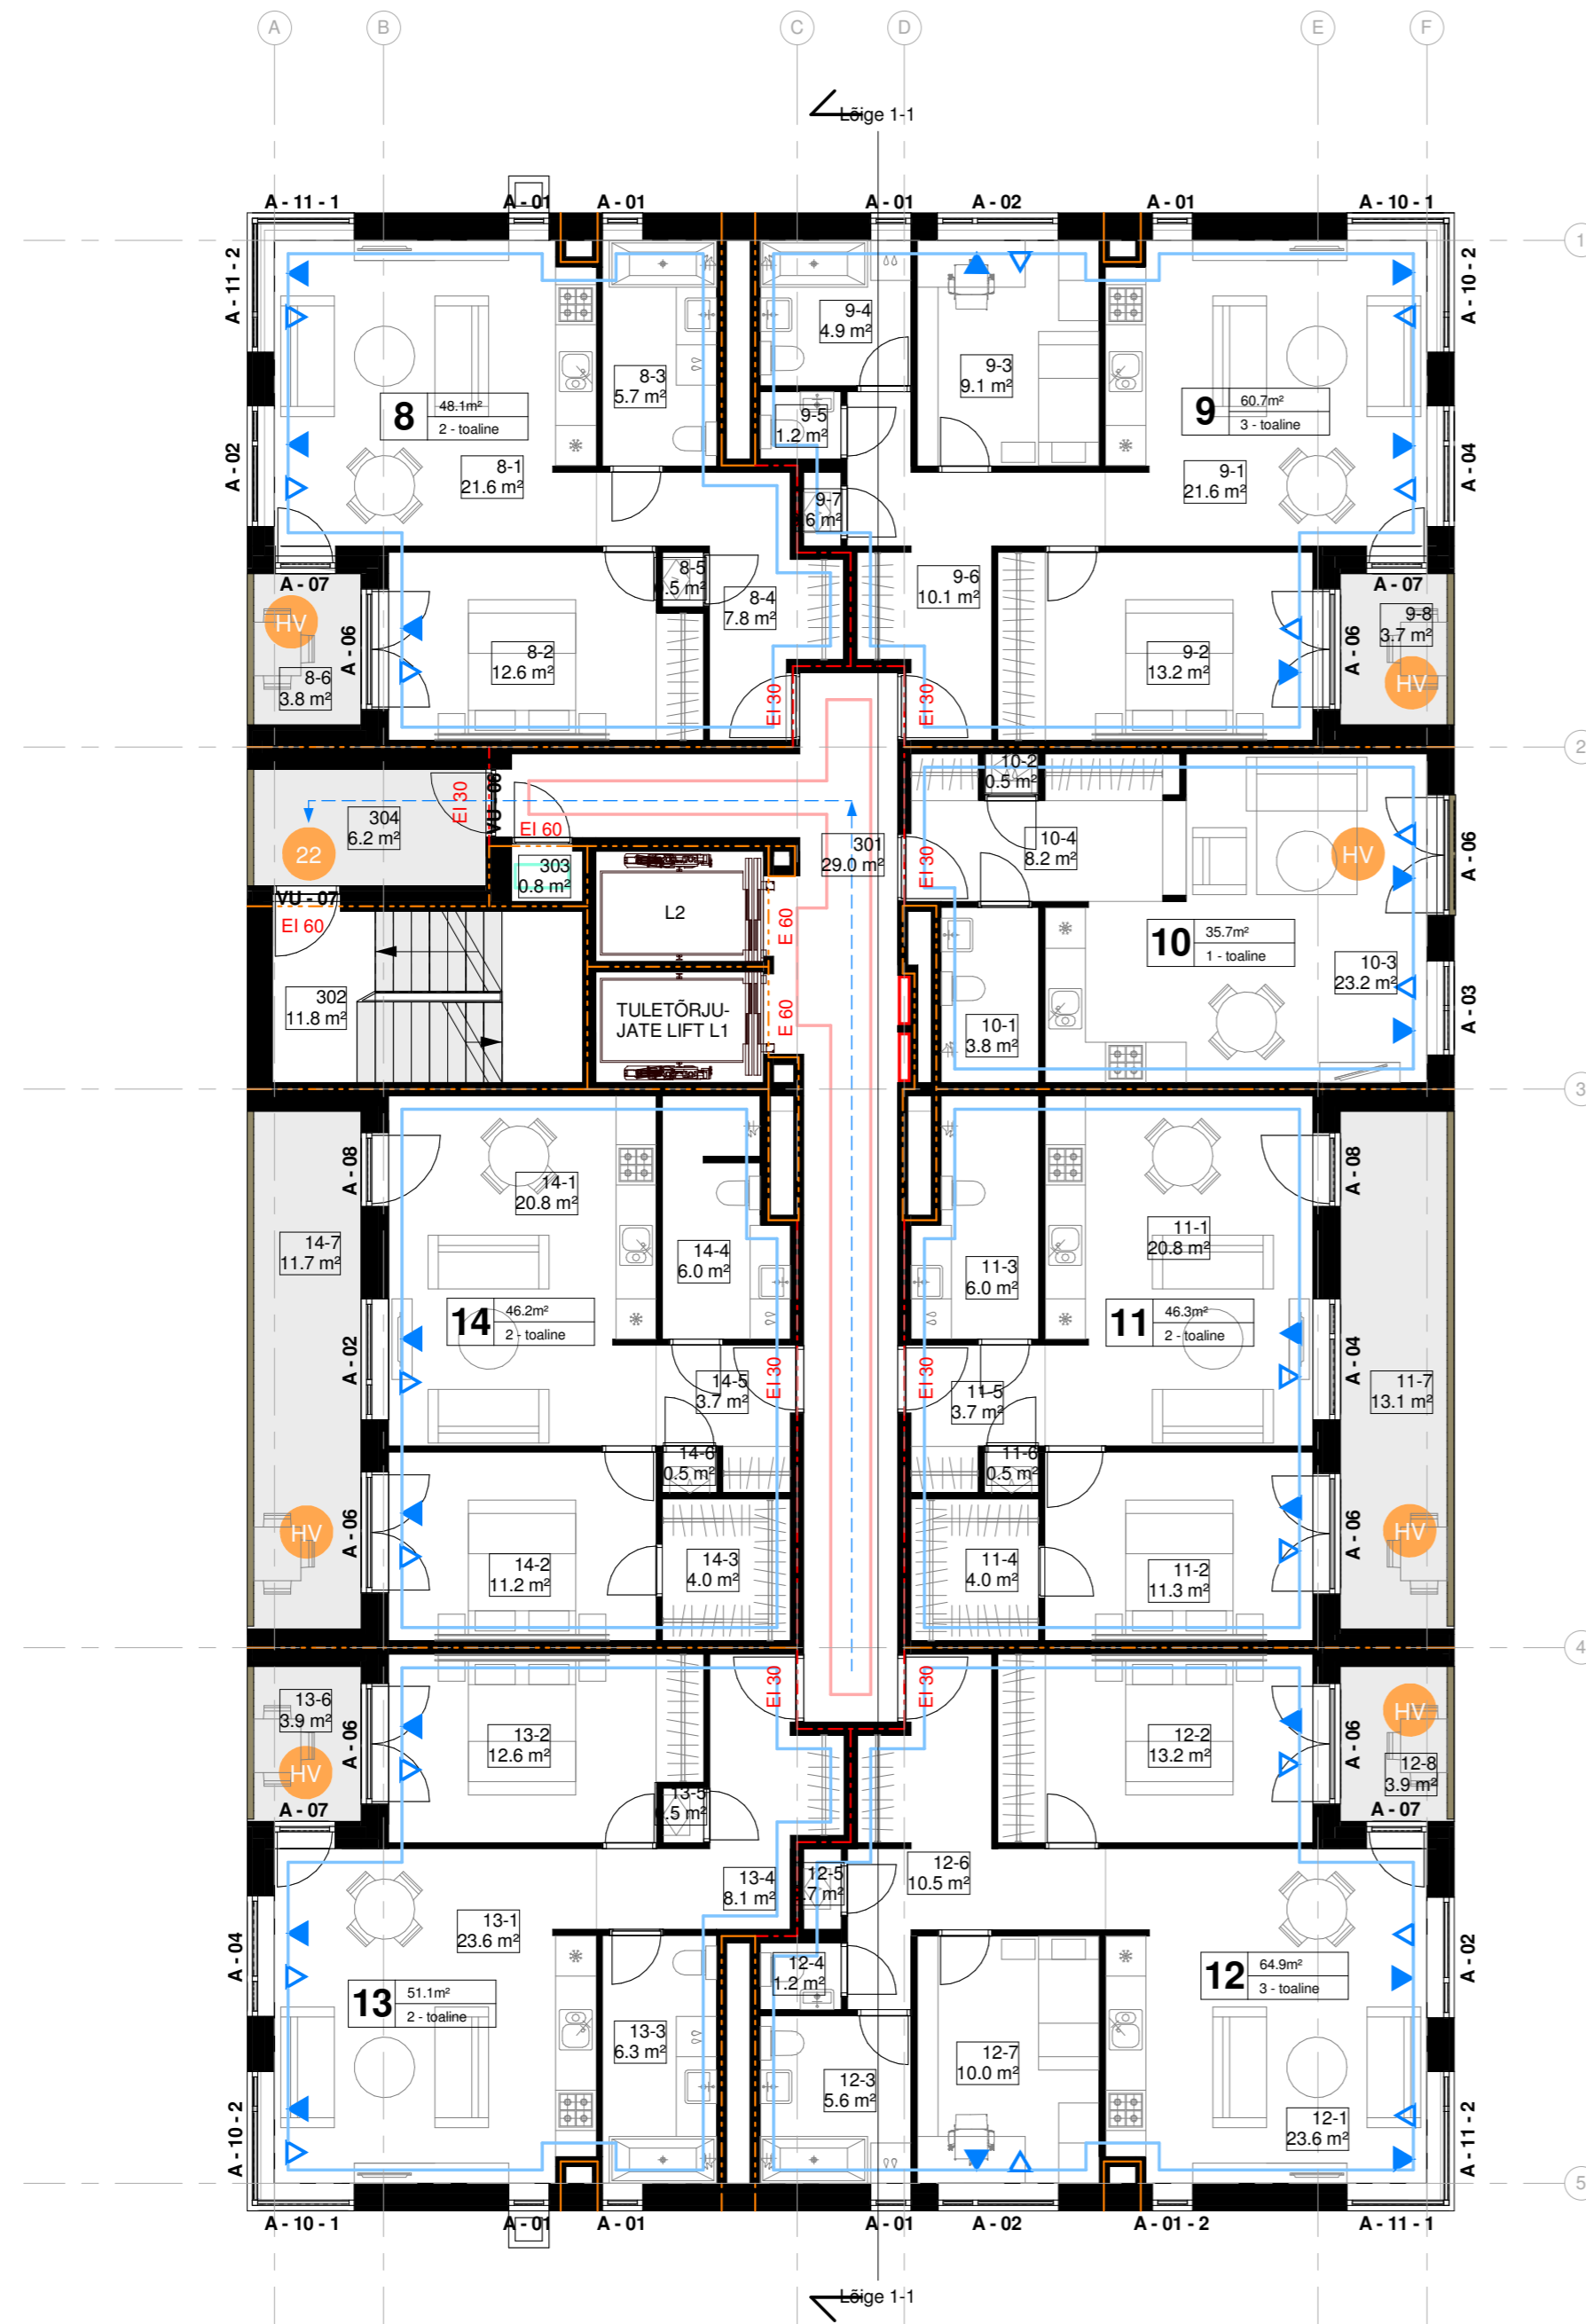 A
B
C
D
E
F
Lõige 1-1
A - 11 - 1
A - 01
A - 01
A - 01
A - 02
A - 01
A - 10 - 1
1
A - 11 - 2
A - 10 - 2
A - 02
A - 04
9-4
4.9 m²
9-3
9.1 m²
8-3
5.7 m²
8
48.1m²
2 - toaline
9-5
1.2 m²
9
60.7m²
3 - toaline
8-1
21.6 m²
9-1
21.6 m²
9-7
8-5
9-6
10.1 m²
8-4
7.8 m²
A - 07
A - 07
HV
A - 06
A - 06
9-8
3.7 m²
HV
8-6
3.8 m²
8-2
12.6 m²
9-2
13.2 m²
EI 30
EI 30
2
10-2
0.5 m²
EI 30
VU - 06
304
6.2 m²
EI 60
22
301
29.0 m²
10-4
8.2 m²
EI 30
HV
A - 06
303
0.8 m²
VU - 07
EI 60
L2
E 60
10
35.7m²
1 - toaline
10-3
23.2 m²
302
11.8 m²
TULETÕRJU-
JATE LIFT L1
E 60
10-1
3.8 m²
A - 03
3
A - 08
A - 08
14-1
20.8 m²
14-7
11.7 m²
14-4
6.0 m²
11-3
6.0 m²
11-1
20.8 m²
14
46.2m²
2 - toaline
11
46.3m²
2 - toaline
A - 02
A - 04
14-5
3.7 m²
EI 30
EI 30
11-5
3.7 m²
11-7
13.1 m²
14-6
0.5 m²
11-6
0.5 m²
HV
A - 06
A - 06
HV
14-2
11.2 m²
14-3
4.0 m²
11-4
4.0 m²
11-2
11.3 m²
4
13-6
3.9 m²
EI 30
EI 30
HV
A - 06
A - 06
13-2
12.6 m²
12-2
13.2 m²
HV
12-8
3.9 m²
A - 07
A - 07
13-5
13-4
8.1 m²
12-5
12-6
10.5 m²
13-1
23.6 m²
A - 04
A - 02
12-4
1.2 m²
12
64.9m²
3 - toaline
13
51.1m²
2 - toaline
13-3
6.3 m²
12-7
10.0 m²
12-3
5.6 m²
12-1
23.6 m²
A - 10 - 2
A - 11 - 2
5
A - 10 - 1
A - 01
A - 01
A - 01
A - 02
A - 01 - 2
A - 11 - 1
Lõige 1-1